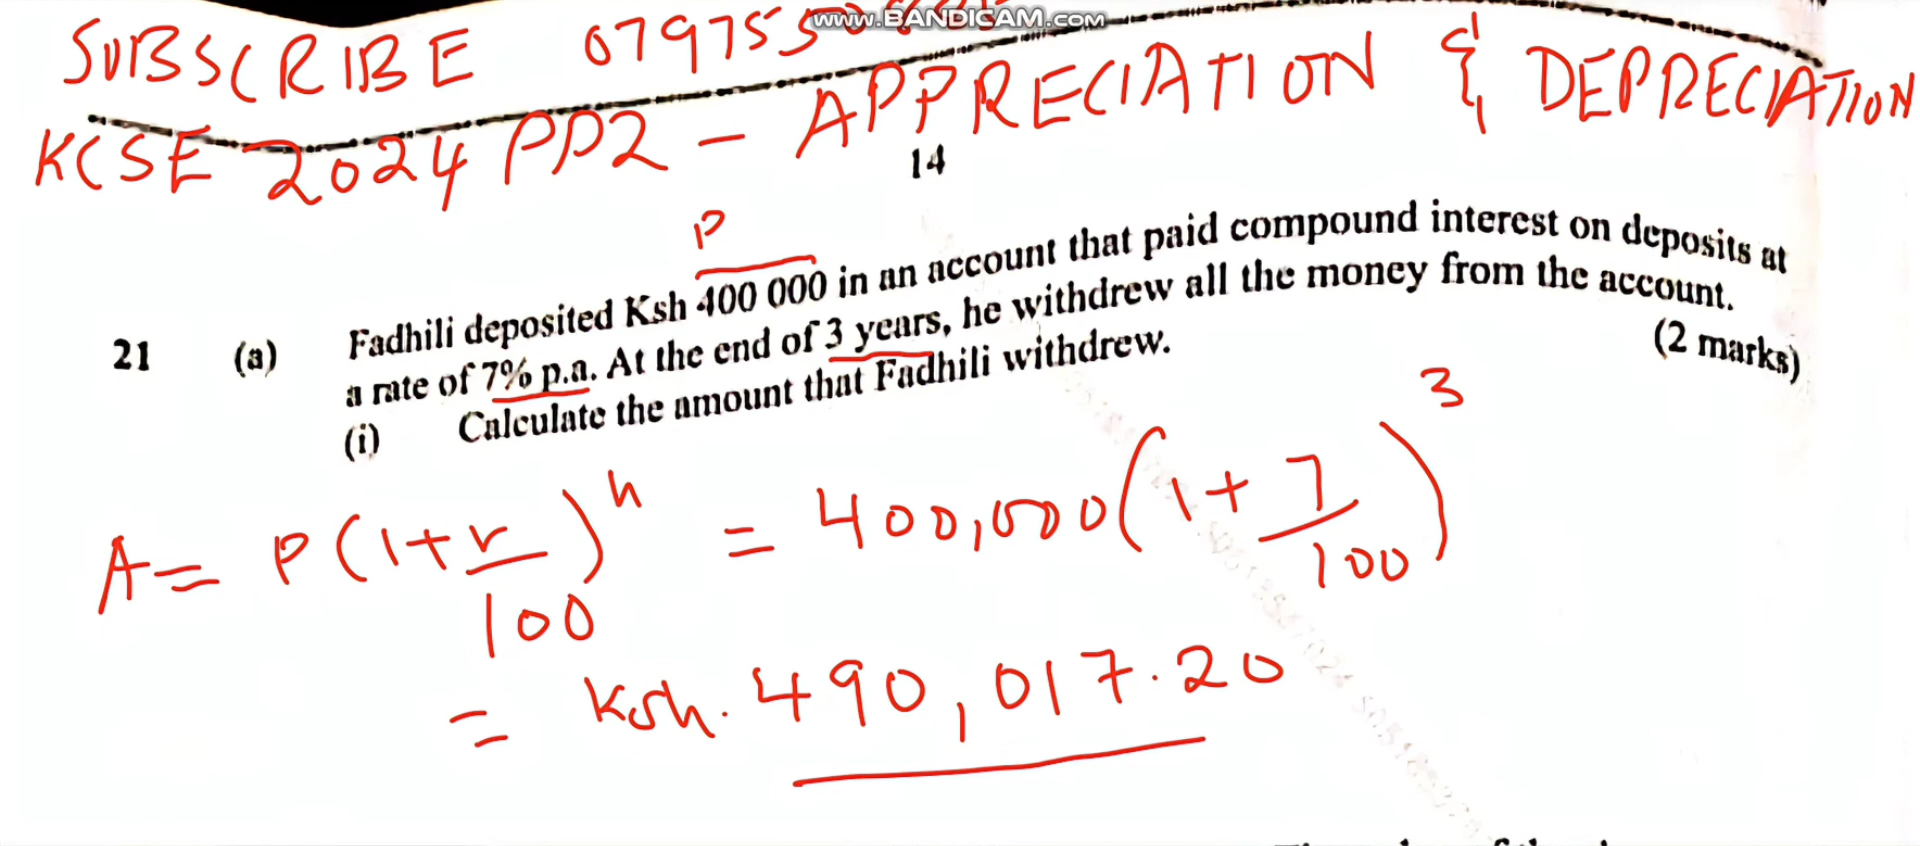 www.BANDICAM.COM
SUBSCRIBE
KCSE 2024 PP2 - APPRECIATION & DEPRECIATION
14
P
21 (a) Fadhili deposited Ksh 400 000 in an account that paid compound interest on deposits at
a rate of 7% p.a. At the end of 3 years, he withdrew all the money from the account.
(i) Calculate the amount that Fadhili withdrew. (2 marks)
A = P(1+r/100)^n = 400,000(1+7/100)^3
= Ksh. 490,017.20